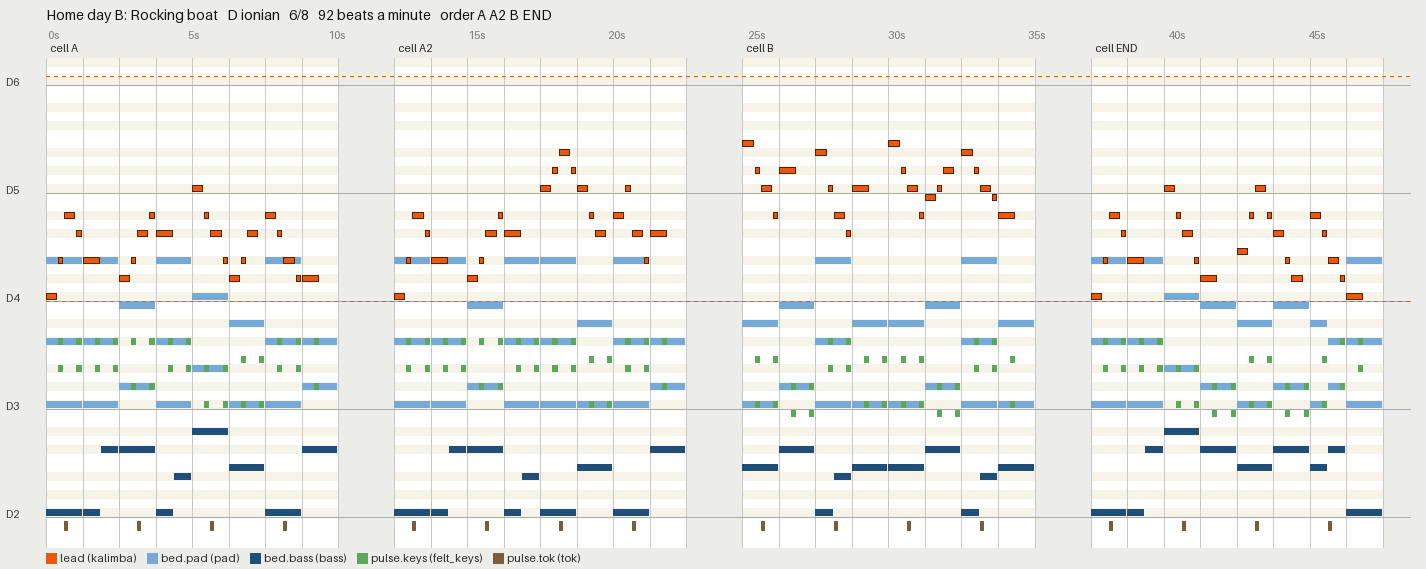 Home day B: Rocking boat D ionian 6/8 92 beats a minute order A A2 B END
0s 5s 10s 15s 20s 25s 30s 35s 40s 45s
cell A cell A2 cell B cell END
D6
D5
D4
D3
D2
lead (kalimba) bed.pad (pad) bed.bass (bass) pulse.keys (felt_keys) pulse.tok (tok)